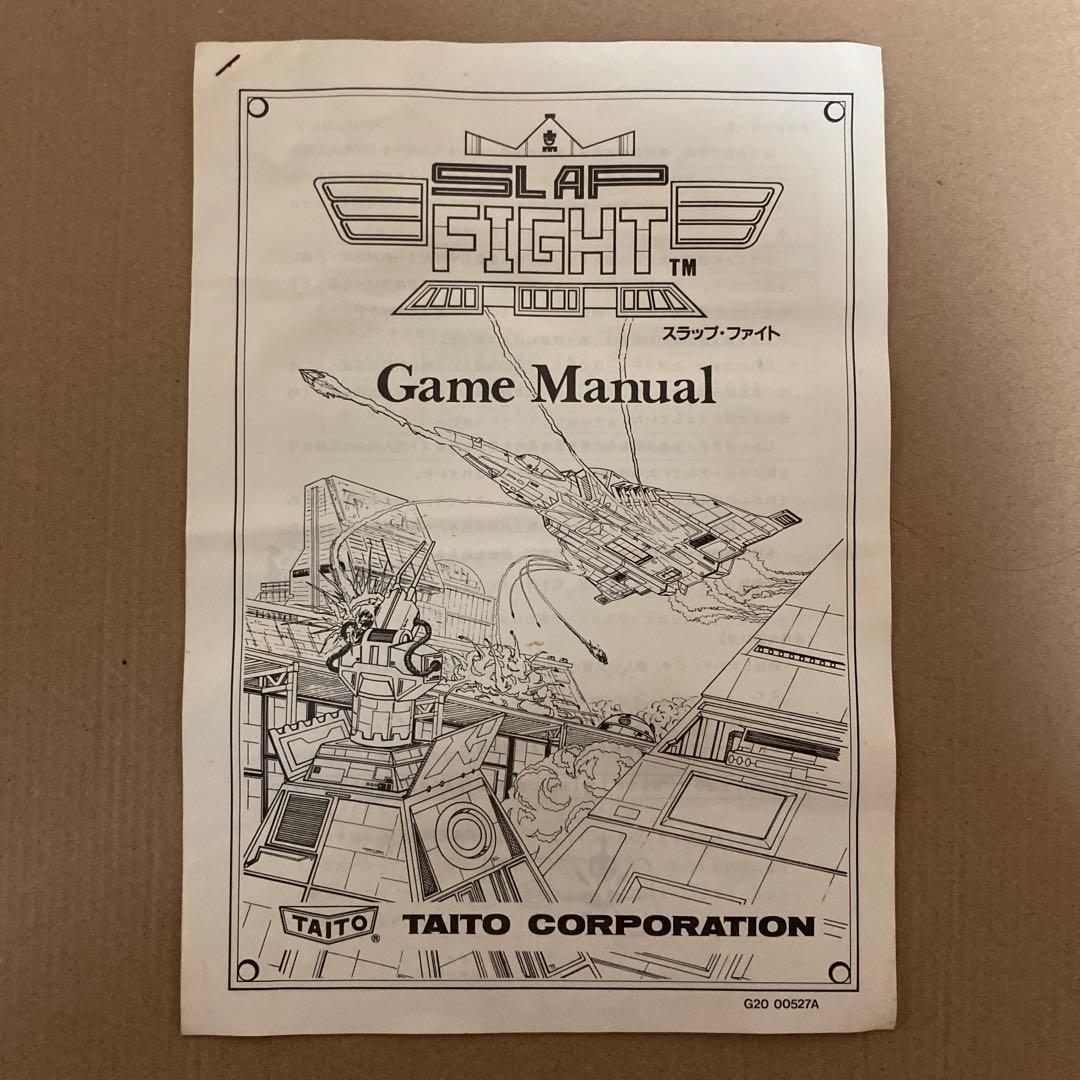 SLAP
FIGHT TM
スラップ・ファイト
Game Manual
TAITO ® TAITO CORPORATION
G20 00527A